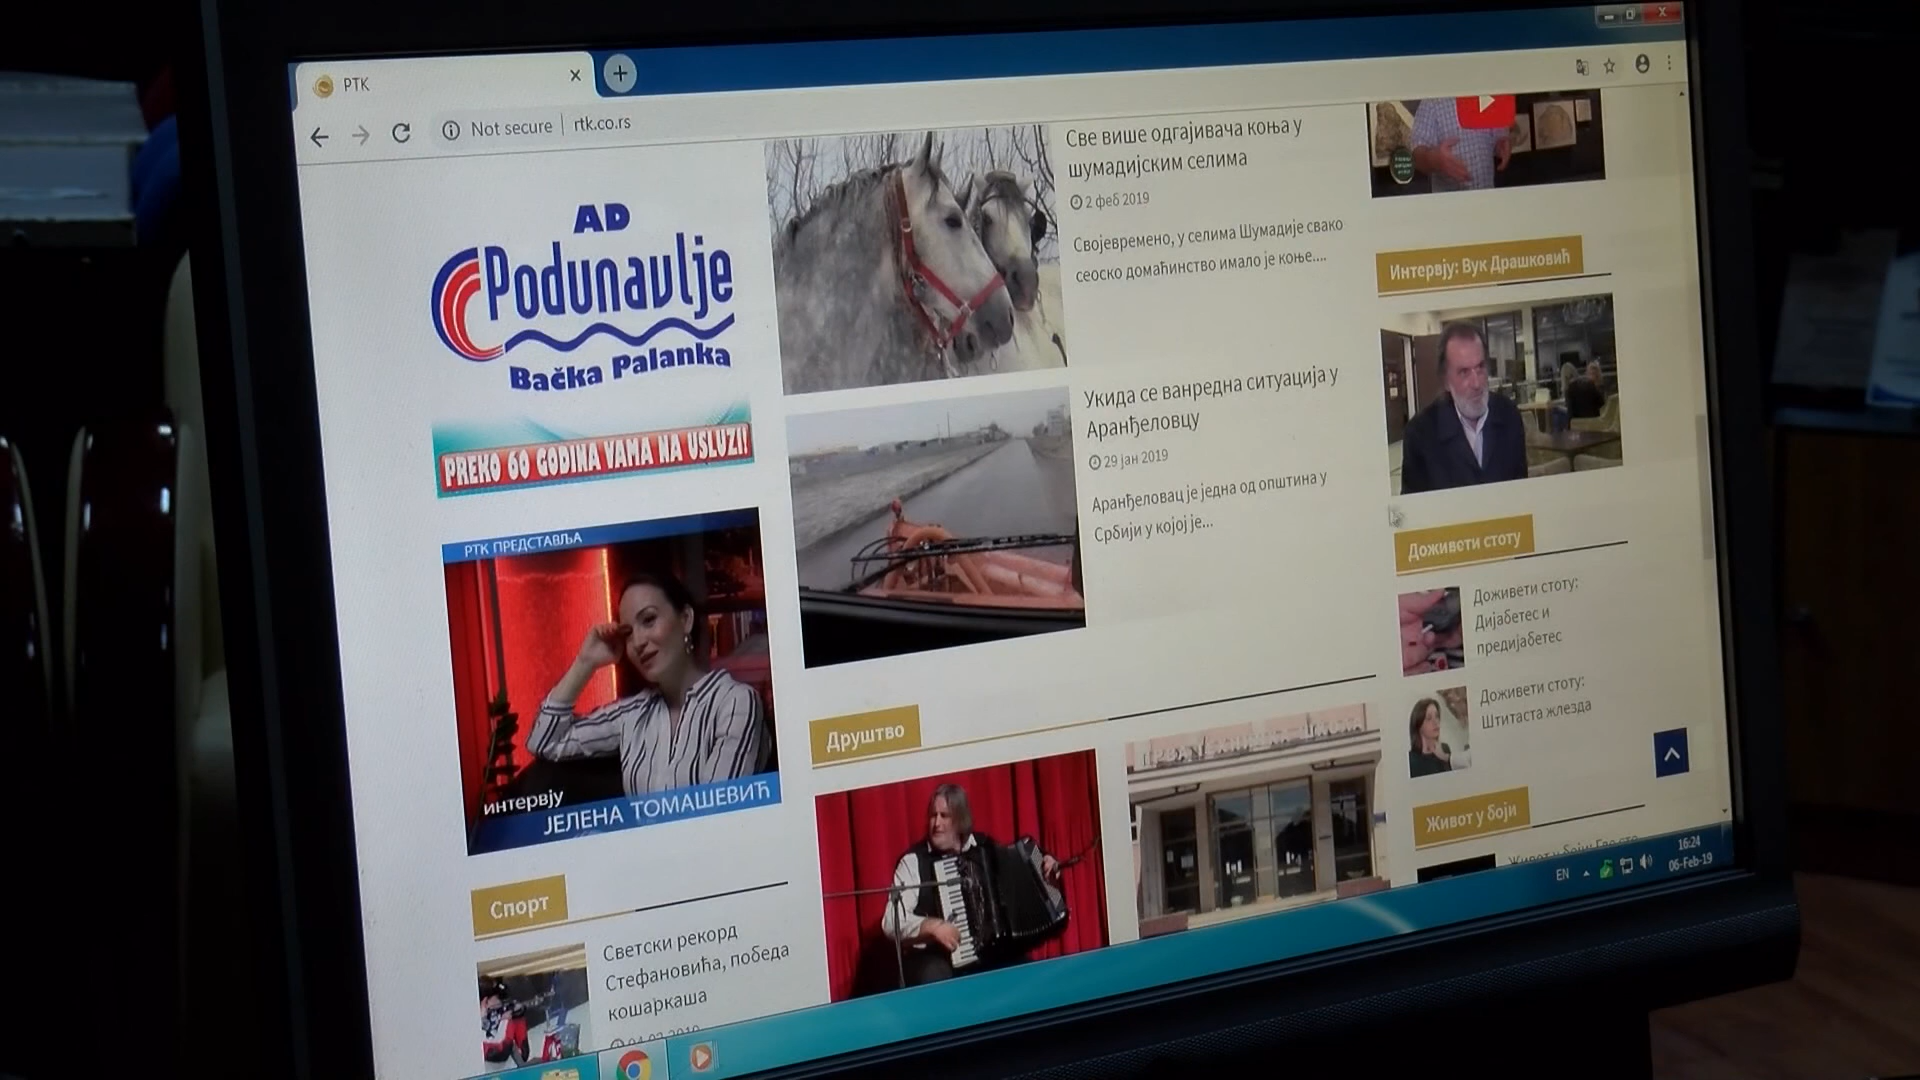 РТК
Not secure
rtk.co.rs
AD
Podunavlje
Bačka Palanka
PREKO 60 GODINA VAMA NA USLUZI!
РТК ПРЕДСТАВЉА
интервју
ЈЕЛЕНА ТОМАШЕВИЋ
Спорт
Светски рекорд
Стефановића, победа
кошаркаша
Све више одгајивача коња у
шумадијским селима
2 феб 2019
Својевремено, у селима Шумадије свако
сеоско домаћинство имало је коње....
Укида се ванредна ситуација у
Аранђеловцу
29 јан 2019
Аранђеловац је једна од општина у
Србији у којој је...
Друштво
Интервју: Вук Драшковић
Доживети стоту
Доживети стоту:
Дијабетес и
предијабетес
Доживети стоту:
Штитаста жлезда
Живот у боји
EN
16:24
06-Feb-19